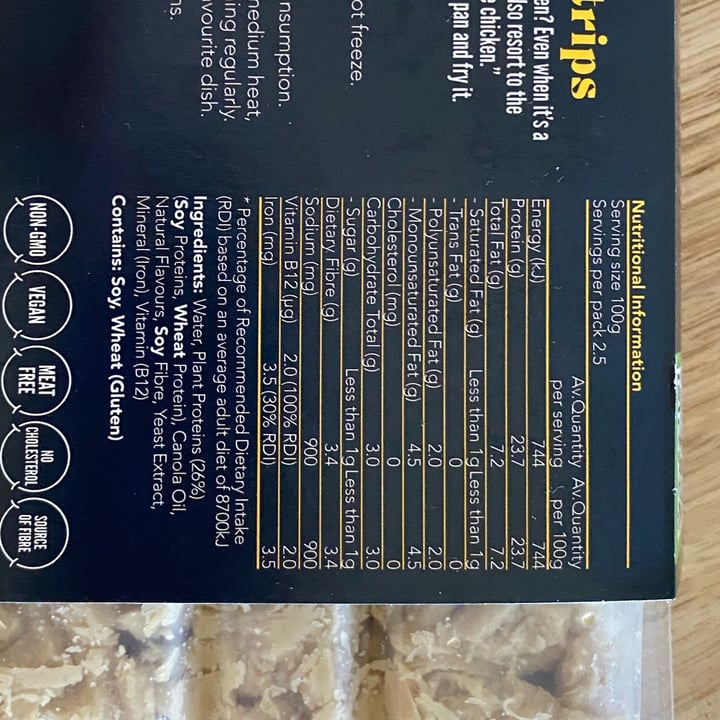 trips
en? Even when it's a
lso resort to the
e chicken."
pan and fry it.
ot freeze.
nsumption.
medium heat,
ing regularly.
avourite dish.
ns.
Nutritional Information
Serving size 100g
Servings per pack 2.5
Av.Quantity Av.Quantity
per serving per 100g
Energy (kJ) 744 744
Protein (g) 23.7 23.7
Total Fat (g) 7.2 7.2
- Saturated Fat (g) Less than 1g Less than 1g
- Trans Fat (g) 0 0
- Polyunsaturated Fat (g) 2.0 2.0
- Monounsaturated Fat (g) 4.5 4.5
Cholesterol (mg) 0 0
Carbohydrate Total (g) 3.0 3.0
- Sugar (g) Less than 1g Less than 1g
Dietary Fibre (g) 3.4 3.4
Sodium (mg) 900 900
Vitamin B12 (µg) 2.0 (100% RDI) 2.0
Iron (mg) 3.5 (30% RDI) 3.5
* Percentage of Recommended Dietary Intake
(RDI) based on an average adult diet of 8700kJ
Ingredients: Water, Plant Proteins (26%)
(Soy Proteins, Wheat Protein), Canola Oil,
Natural Flavours, Soy Fibre, Yeast Extract,
Mineral (Iron), Vitamin (B12)
Contains: Soy, Wheat (Gluten)
NON-GMO
VEGAN
MEAT
FREE
NO
CHOLESTEROL
SOURCE
OF FIBRE